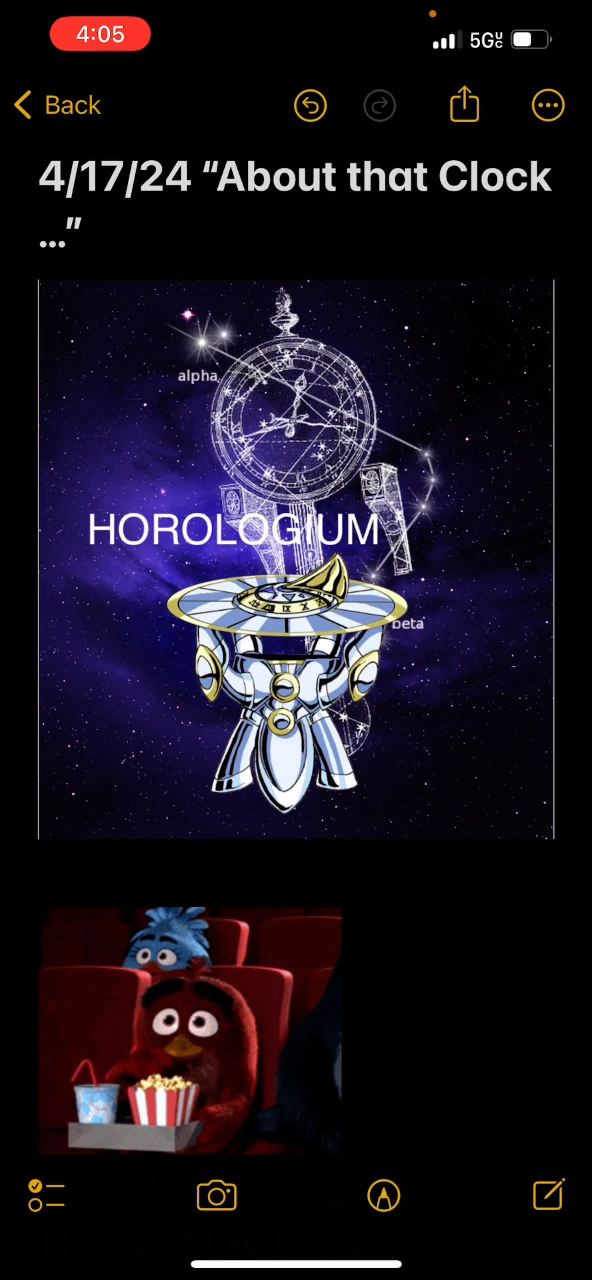 4:05
5G
Back
4/17/24 “About that Clock
...”
alpha
HOROLOGIUM
beta